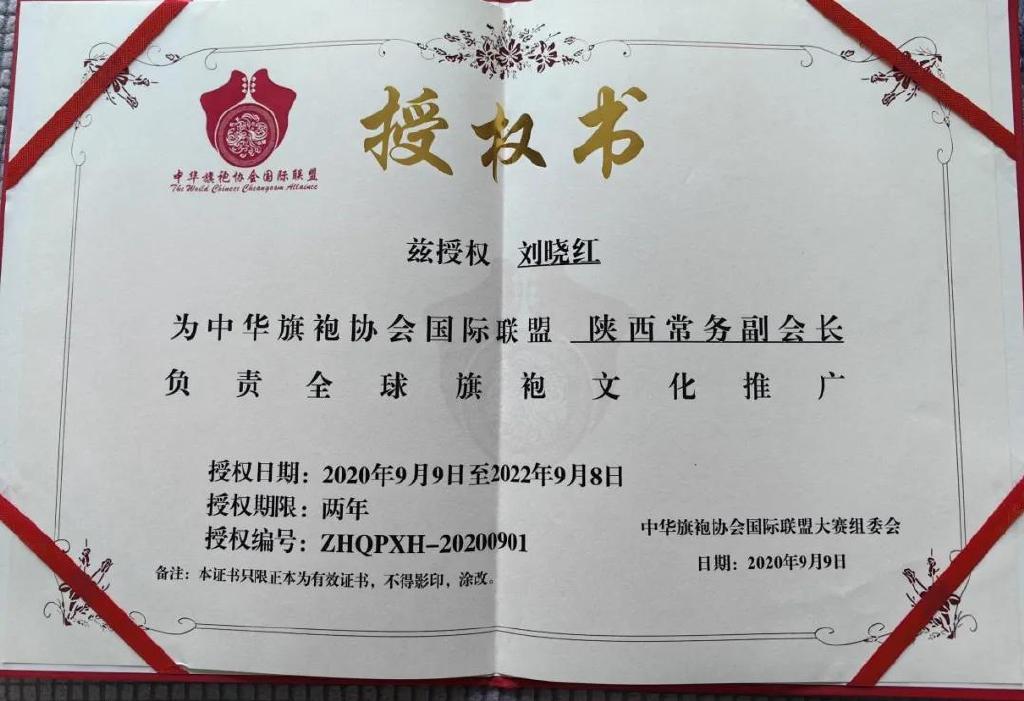 授权书
中华旗袍协会国际联盟
The World Chinese Cheongsam Allaince
兹授权 刘晓红
为中华旗袍协会国际联盟 陕西常务副会长
负责全球旗袍文化推广
授权日期：2020年9月9日至2022年9月8日
授权期限：两年
授权编号：ZHQPXH-20200901
中华旗袍协会国际联盟大赛组委会
日期：2020年9月9日
备注：本证书只限正本为有效证书，不得影印，涂改。